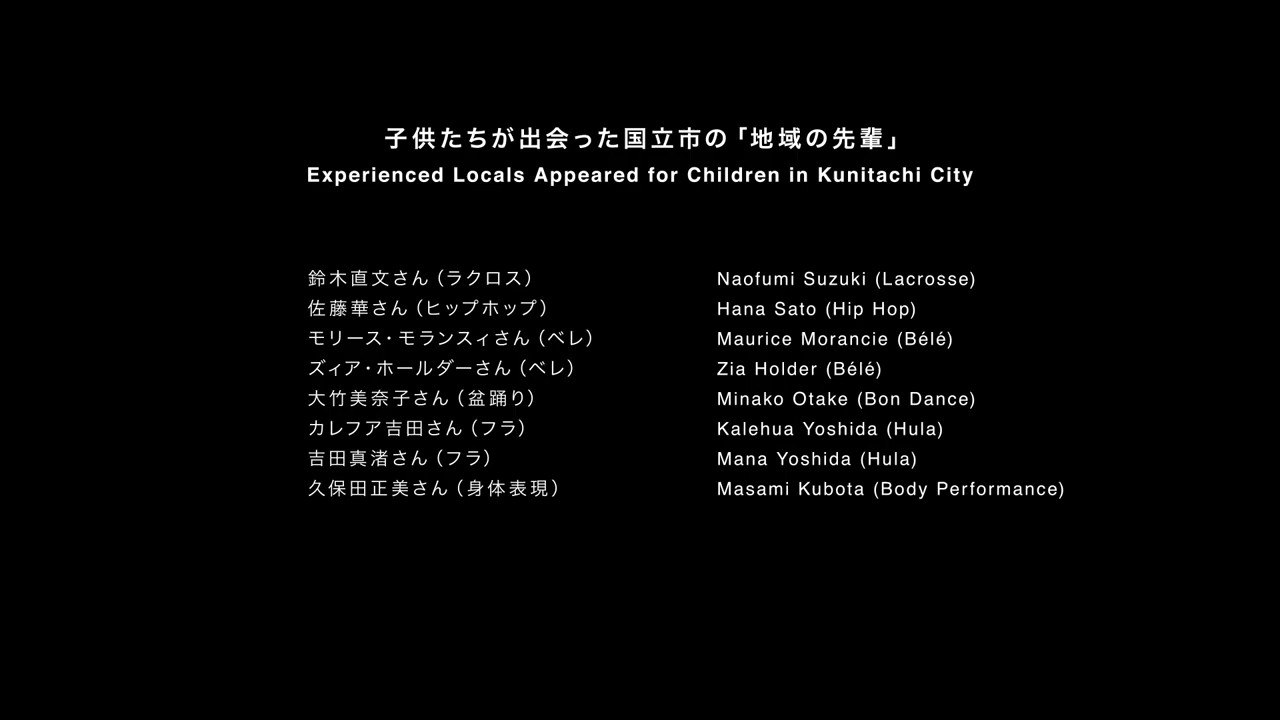 子供たちが出会った国立市の「地域の先輩」
Experienced Locals Appeared for Children in Kunitachi City
鈴木直文さん（ラクロス） Naofumi Suzuki (Lacrosse)
佐藤華さん（ヒップホップ） Hana Sato (Hip Hop)
モリース・モランスィさん（ベレ） Maurice Morancie (Bélé)
ズィア・ホールダーさん（ベレ） Zia Holder (Bélé)
大竹美奈子さん（盆踊り） Minako Otake (Bon Dance)
カレフア吉田さん（フラ） Kalehua Yoshida (Hula)
吉田真渚さん（フラ） Mana Yoshida (Hula)
久保田正美さん（身体表現） Masami Kubota (Body Performance)